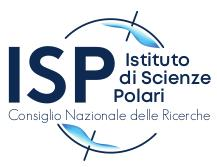 ISP Istituto
di Scienze
Polari
Consiglio Nazionale delle Ricerche